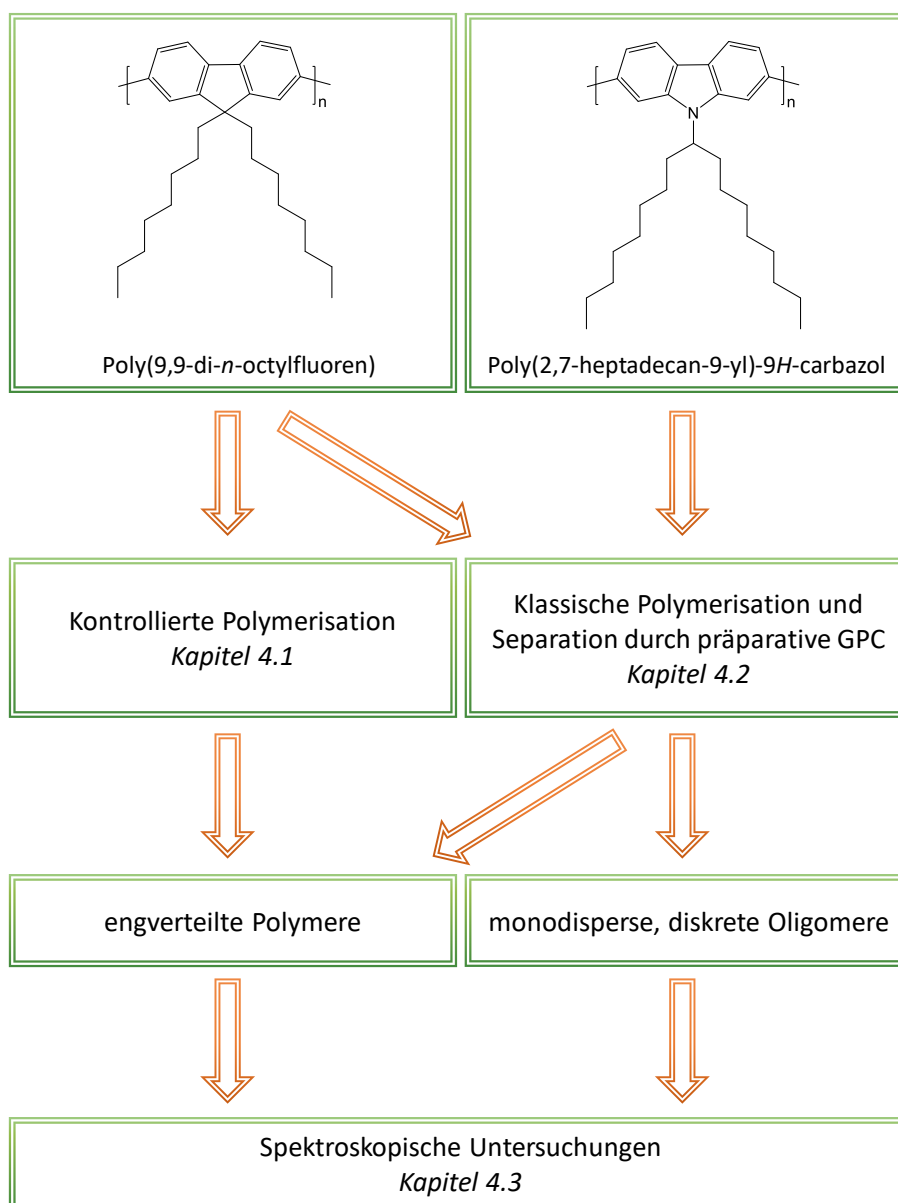 n
n
N
Poly(9,9-di-n-octylfluoren)
Poly(2,7-heptadecan-9-yl)-9H-carbazol
Kontrollierte Polymerisation
Kapitel 4.1
Klassische Polymerisation und
Separation durch präparative GPC
Kapitel 4.2
engverteilte Polymere
monodisperse, diskrete Oligomere
Spektroskopische Untersuchungen
Kapitel 4.3